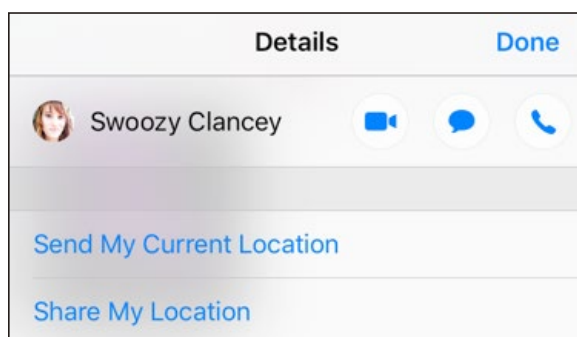 Details Done
Swoozy Clancey
Send My Current Location
Share My Location